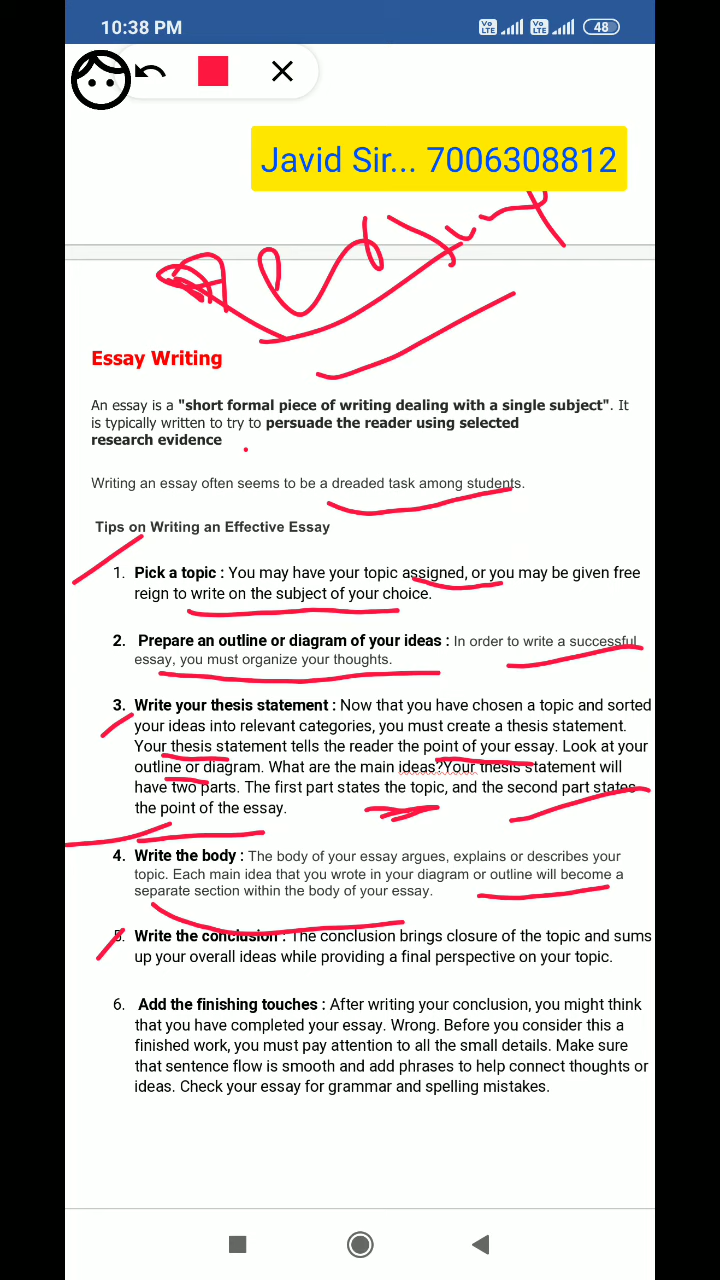 10:38 PM
Vo LTE Vo LTE 48
Javid Sir... 7006308812
Essay Writing
An essay is a "short formal piece of writing dealing with a single subject". It
is typically written to try to persuade the reader using selected
research evidence
Writing an essay often seems to be a dreaded task among students.
Tips on Writing an Effective Essay
1. Pick a topic : You may have your topic assigned, or you may be given free
reign to write on the subject of your choice.
2. Prepare an outline or diagram of your ideas : In order to write a successful
essay, you must organize your thoughts.
3. Write your thesis statement : Now that you have chosen a topic and sorted
your ideas into relevant categories, you must create a thesis statement.
Your thesis statement tells the reader the point of your essay. Look at your
outline or diagram. What are the main ideas?Your thesis statement will
have two parts. The first part states the topic, and the second part states
the point of the essay.
4. Write the body : The body of your essay argues, explains or describes your
topic. Each main idea that you wrote in your diagram or outline will become a
separate section within the body of your essay.
5. Write the conclusion : The conclusion brings closure of the topic and sums
up your overall ideas while providing a final perspective on your topic.
6. Add the finishing touches : After writing your conclusion, you might think
that you have completed your essay. Wrong. Before you consider this a
finished work, you must pay attention to all the small details. Make sure
that sentence flow is smooth and add phrases to help connect thoughts or
ideas. Check your essay for grammar and spelling mistakes.